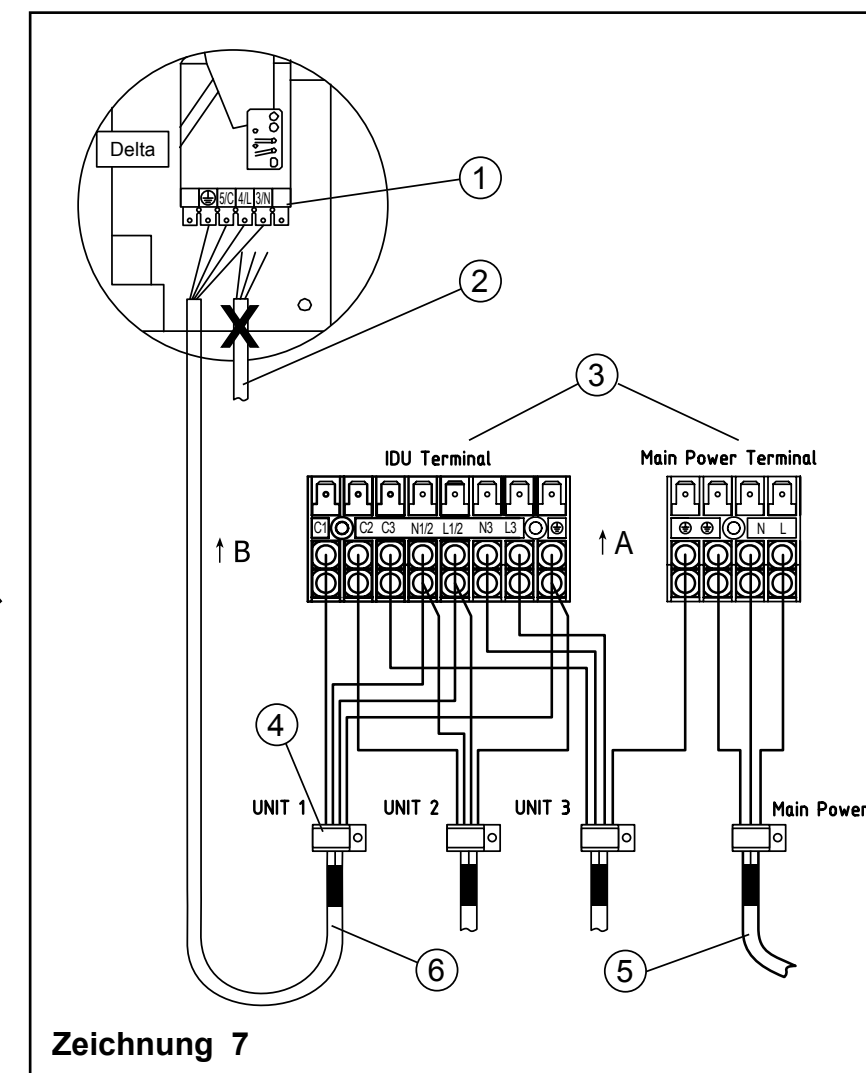 Delta
⏚ 5/C 4/L 3/N
1
2
3
IDU Terminal
Main Power Terminal
C1 C2 C3 N1/2 L1/2 N3 L3 ⏚
⏚ ⏚ N L
↑ B
↑ A
4
UNIT 1
UNIT 2
UNIT 3
Main Power
6
5
Zeichnung 7